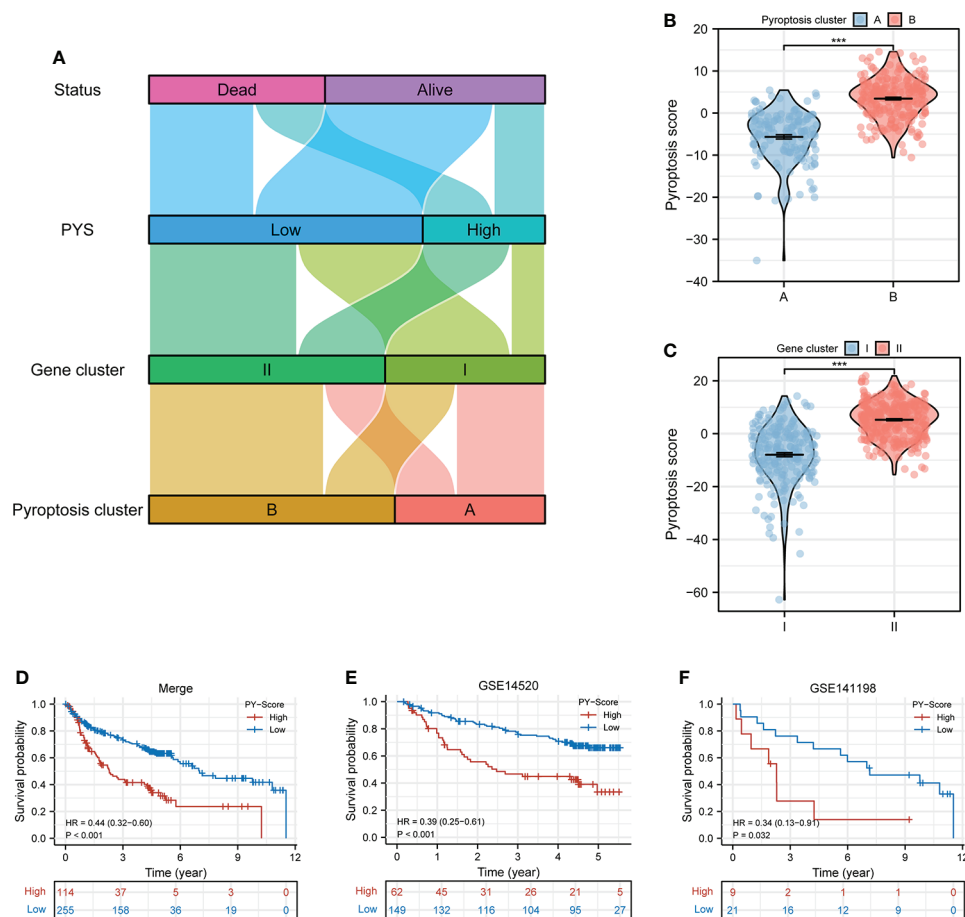 A
Status
Dead
Alive
PYS
Low
High
Gene cluster
II
I
Pyroptosis cluster
B
A
B
Pyroptosis cluster A B
Pyroptosis score
20
10
0
−10
−20
−30
−40
***
A B
C
Gene cluster I II
Pyroptosis score
20
0
−20
−40
−60
***
I II
D
Merge
PY-Score
High
Low
Survival probability
1.0
0.8
0.6
0.4
0.2
0.0
HR = 0.44 (0.32−0.60)
P < 0.001
0 3 6 9 12
Time (year)
High 114 37 5 3 0
Low 255 158 36 19 0
E
GSE14520
PY-Score
High
Low
Survival probability
1.0
0.8
0.6
0.4
0.2
0.0
HR = 0.39 (0.25−0.61)
P < 0.001
0 1 2 3 4 5
Time (year)
High 62 45 31 26 21 5
Low 149 132 116 104 95 27
F
GSE141198
PY-Score
High
Low
Survival probability
1.0
0.8
0.6
0.4
0.2
0.0
HR = 0.34 (0.13−0.91)
P = 0.032
0 3 6 9 12
Time (year)
High 9 2 1 1 0
Low 21 16 12 9 0